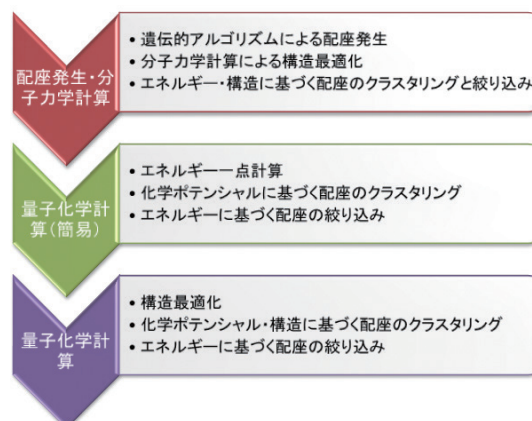 配座発生・分
子力学計算
• 遺伝的アルゴリズムによる配座発生
• 分子力学計算による構造最適化
• エネルギー・構造に基づく配座のクラスタリングと絞り込み
量子化学計
算(簡易)
• エネルギー一点計算
• 化学ポテンシャルに基づく配座のクラスタリング
• エネルギーに基づく配座の絞り込み
量子化学計
算
• 構造最適化
• 化学ポテンシャル・構造に基づく配座のクラスタリング
• エネルギーに基づく配座の絞り込み